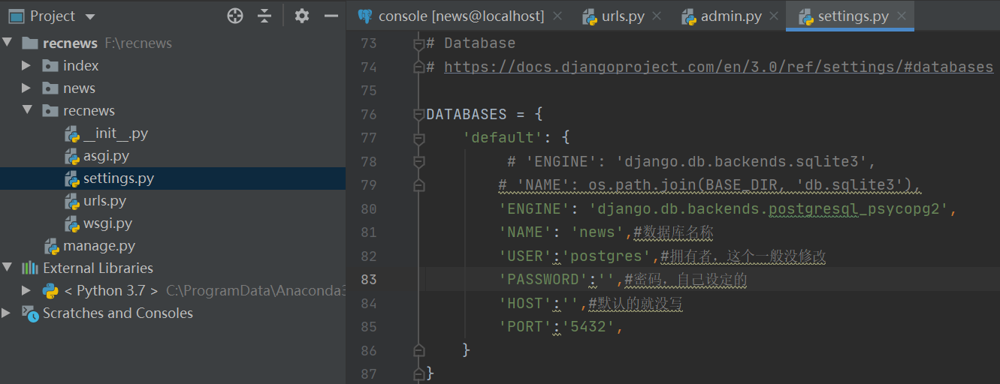 Project
recnews F:\recnews
index
news
recnews
__init__.py
asgi.py
settings.py
urls.py
wsgi.py
manage.py
External Libraries
< Python 3.7 > C:\ProgramData\Anaconda3
Scratches and Consoles
console [news@localhost] urls.py admin.py settings.py
73 # Database
74 # https://docs.djangoproject.com/en/3.0/ref/settings/#databases
75
76 DATABASES = {
77 'default': {
78 # 'ENGINE': 'django.db.backends.sqlite3',
79 # 'NAME': os.path.join(BASE_DIR, 'db.sqlite3'),
80 'ENGINE': 'django.db.backends.postgresql_psycopg2',
81 'NAME': 'news',#数据库名称
82 'USER':'postgres',#拥有者，这个一般没修改
83 'PASSWORD':'',#密码，自己设定的
84 'HOST':'',#默认的就没写
85 'PORT':'5432',
86 }
87 }